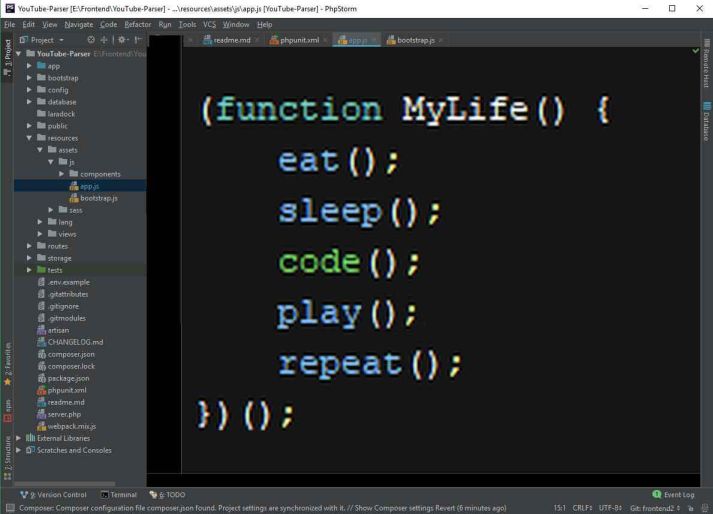 YouTube-Parser [E:\Frontend\YouTube-Parser] - ...\resources\assets\js\app.js [YouTube-Parser] - PhpStorm
File Edit View Navigate Code Refactor Run Tools VCS Window Help
Project
readme.md
phpunit.xml
app.js
bootstrap.js
1: Project
YouTube-Parser E:\Frontend\You
app
bootstrap
config
database
laradock
public
resources
assets
js
components
app.js
bootstrap.js
sass
lang
views
routes
storage
tests
.env.example
.gitattributes
.gitignore
.gitmodules
artisan
CHANGELOG.md
composer.json
composer.lock
package.json
phpunit.xml
readme.md
server.php
webpack.mix.js
External Libraries
Scratches and Consoles
2: Favorites
npm
7: Structure
(function MyLife() {
eat();
sleep();
code();
play();
repeat();
})();
Remote Host
Database
9: Version Control
Terminal
6: TODO
Event Log
Composer: Composer configuration file composer.json found. Project settings are synchronized with it. // Show Composer settings Revert (6 minutes ago)
15:1 CRLF UTF-8 Git: frontend2